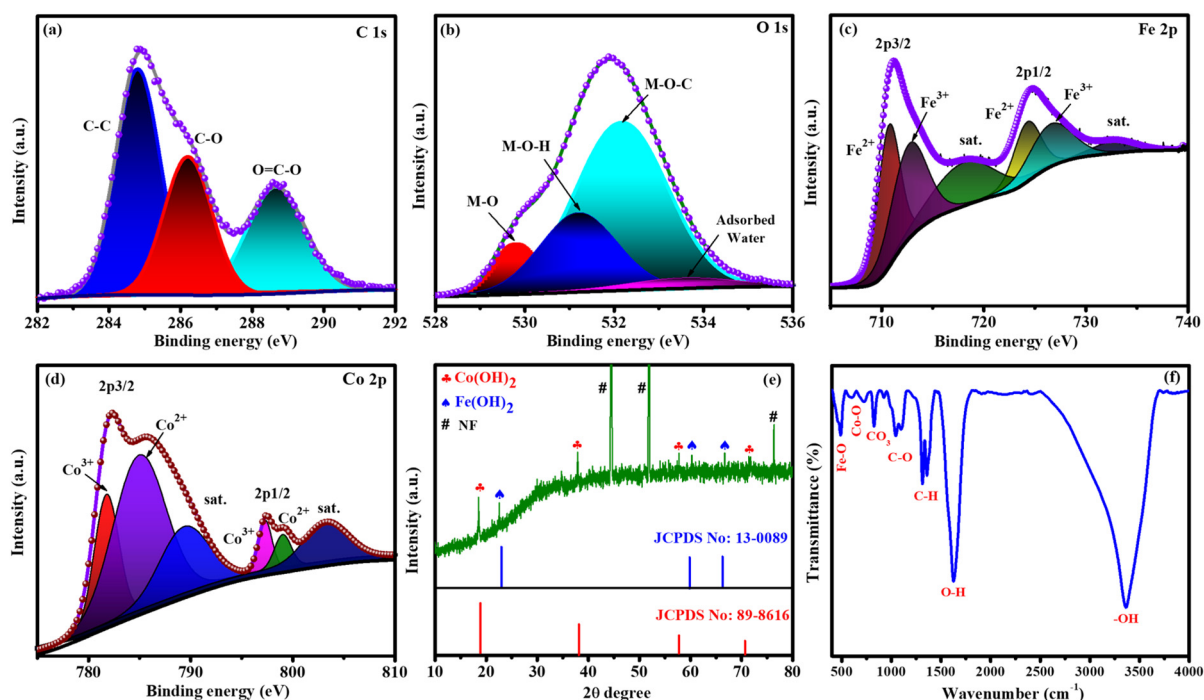 (a)
C 1s
C-C
C-O
O=C-O
Intensity (a.u.)
282 284 286 288 290 292
Binding energy (eV)
(b)
O 1s
M-O-C
M-O-H
M-O
Adsorbed
Water
Intensity (a.u.)
528 530 532 534 536
Binding energy (eV)
(c)
Fe 2p
2p3/2
2p1/2
Fe3+
Fe2+
Fe3+
Fe2+
sat.
sat.
Intensity (a.u.)
710 720 730 740
Binding energy (eV)
(d)
Co 2p
2p3/2
Co2+
Co3+
sat.
2p1/2
Co3+
Co2+
sat.
Intensity (a.u.)
780 790 800 810
Binding energy (eV)
(e)
♣ Co(OH)2
♠ Fe(OH)2
# NF
# # #
JCPDS No: 13-0089
JCPDS No: 89-8616
Intensity (a.u.)
10 20 30 40 50 60 70 80
2θ degree
(f)
Fe-O
Co-O
CO3
C-O
C-H
O-H
-OH
Transmittance (%)
500 1000 1500 2000 2500 3000 3500 4000
Wavenumber (cm-1)